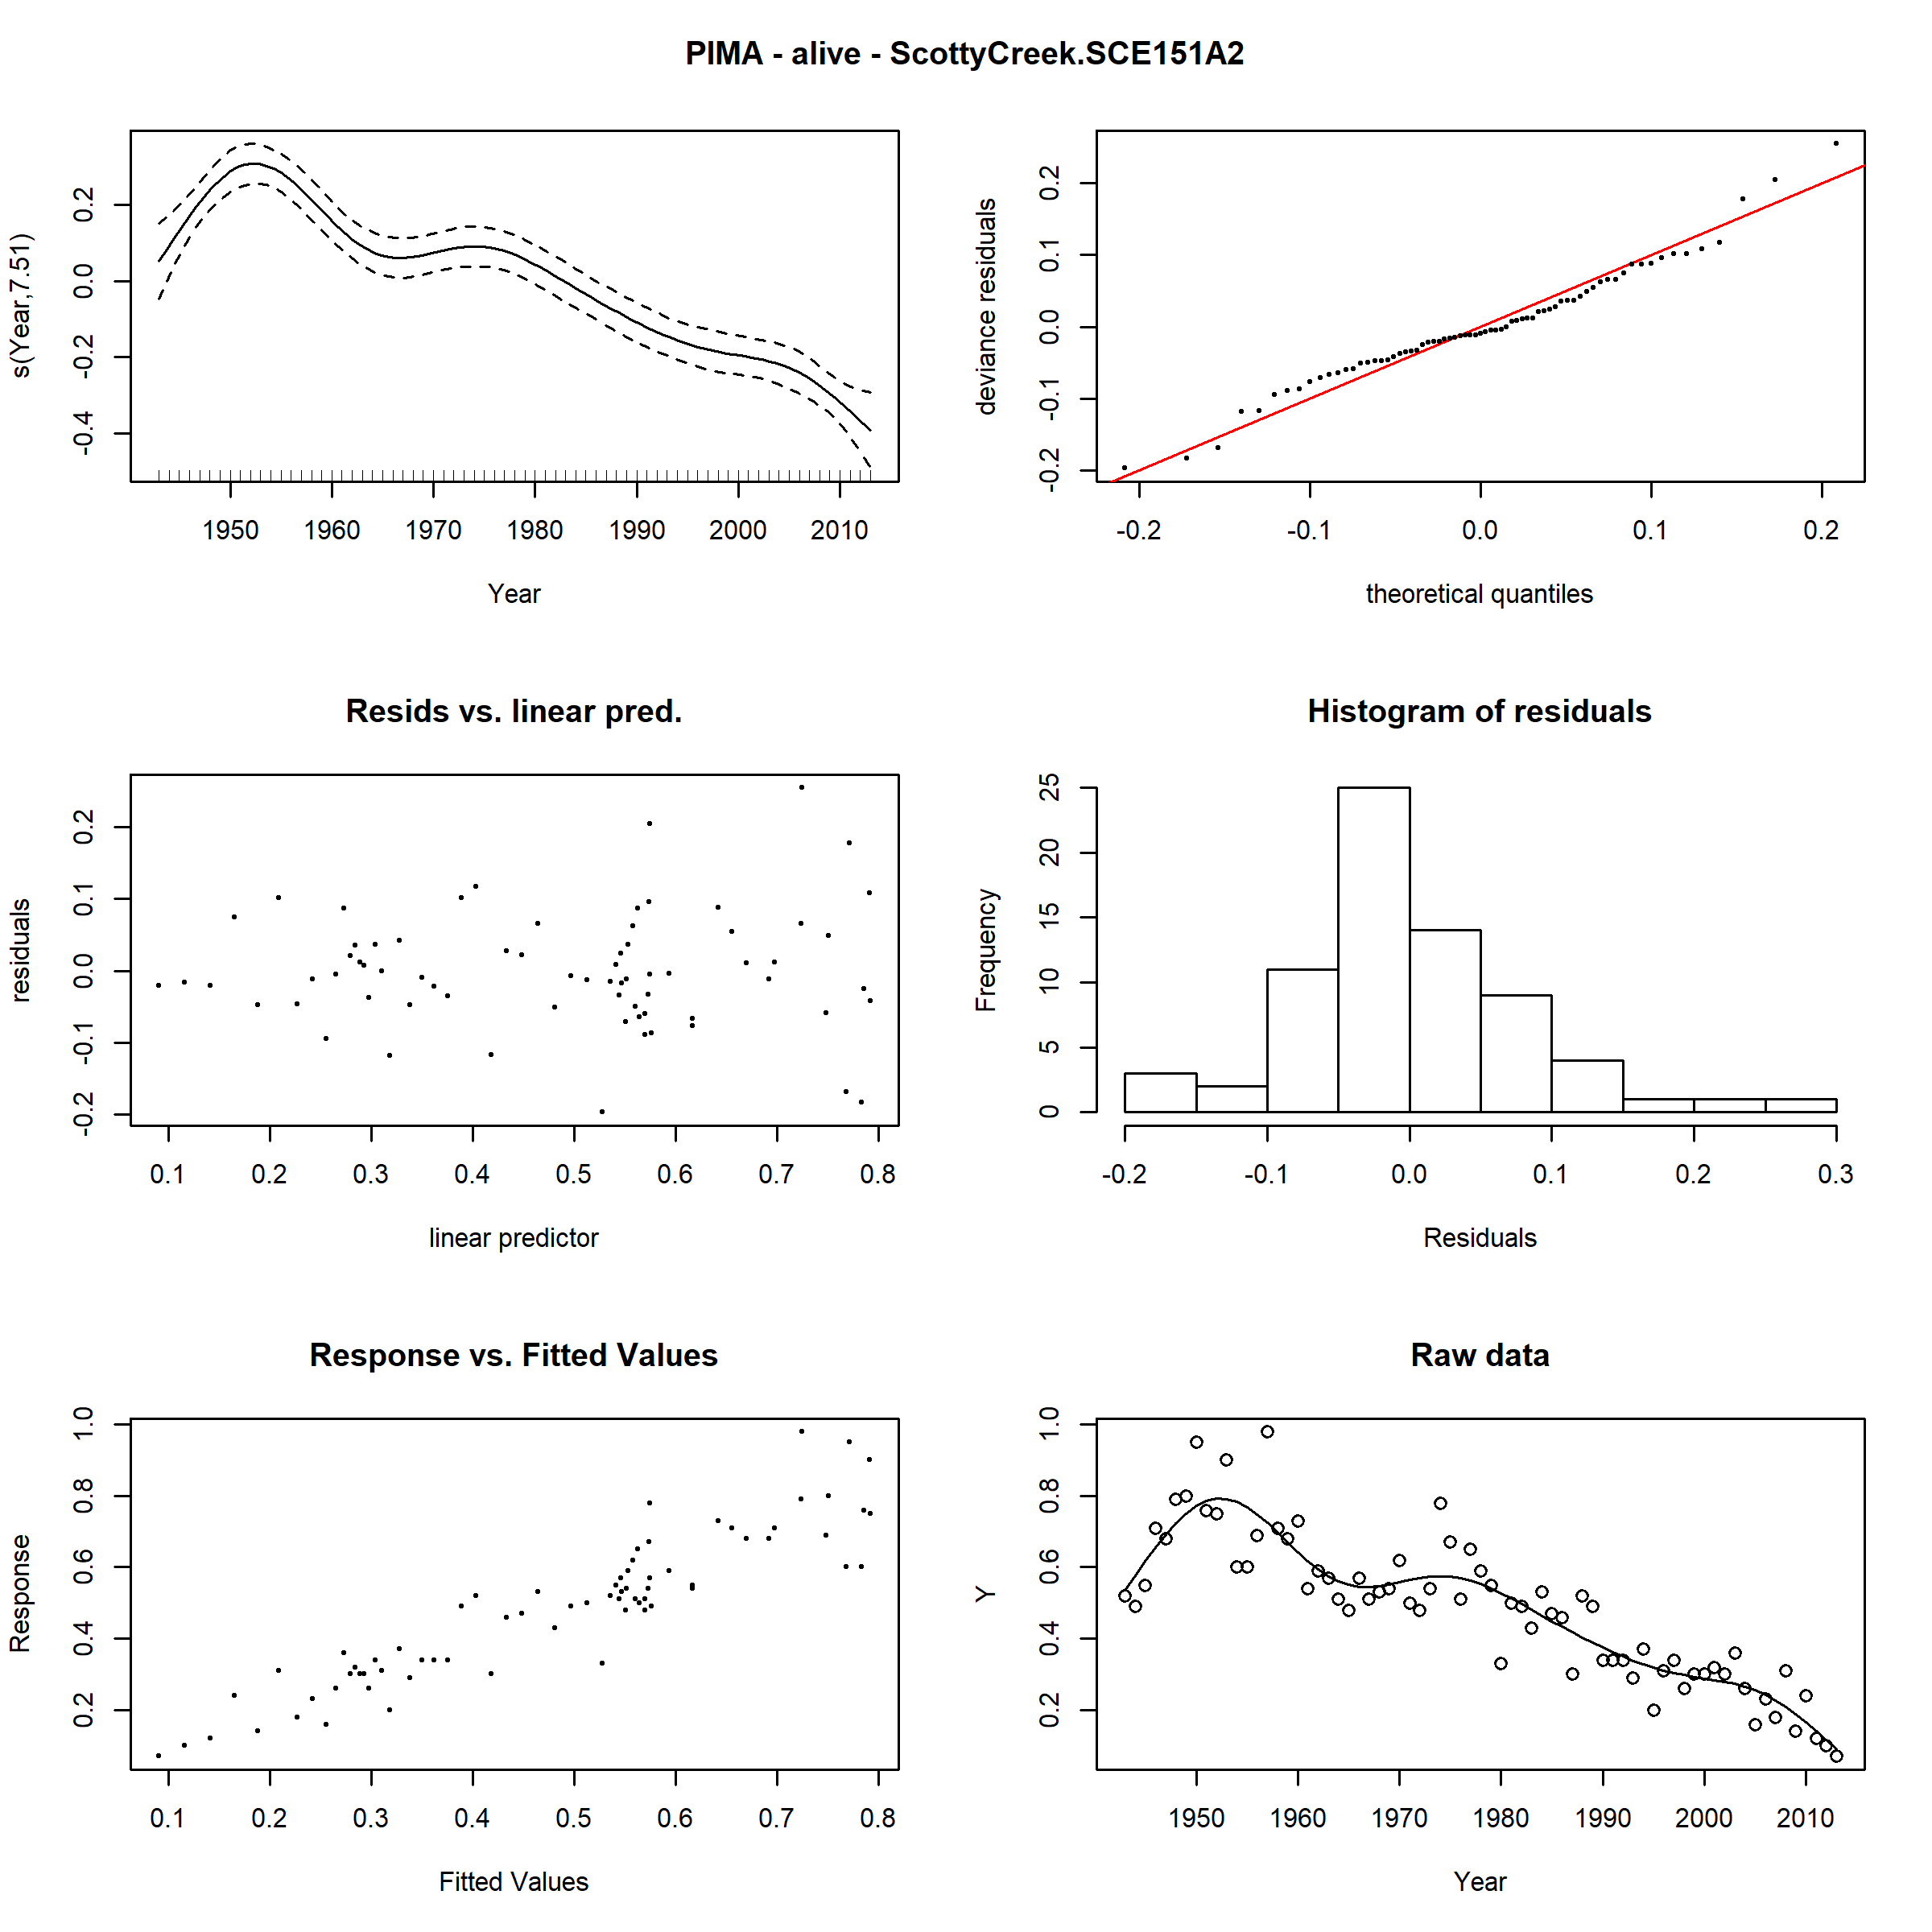 PIMA - alive - ScottyCreek.SCE151A2
s(Year,7.51)
0.2
0.0
-0.2
-0.4
1950 1960 1970 1980 1990 2000 2010
Year
deviance residuals
0.2
0.1
0.0
-0.1
-0.2
-0.2 -0.1 0.0 0.1 0.2
theoretical quantiles
Resids vs. linear pred.
residuals
0.2
0.1
0.0
-0.1
-0.2
0.1 0.2 0.3 0.4 0.5 0.6 0.7 0.8
linear predictor
Histogram of residuals
Frequency
25
20
15
10
5
0
-0.2 -0.1 0.0 0.1 0.2 0.3
Residuals
Response vs. Fitted Values
Response
1.0
0.8
0.6
0.4
0.2
0.1 0.2 0.3 0.4 0.5 0.6 0.7 0.8
Fitted Values
Raw data
Y
1.0
0.8
0.6
0.4
0.2
1950 1960 1970 1980 1990 2000 2010
Year